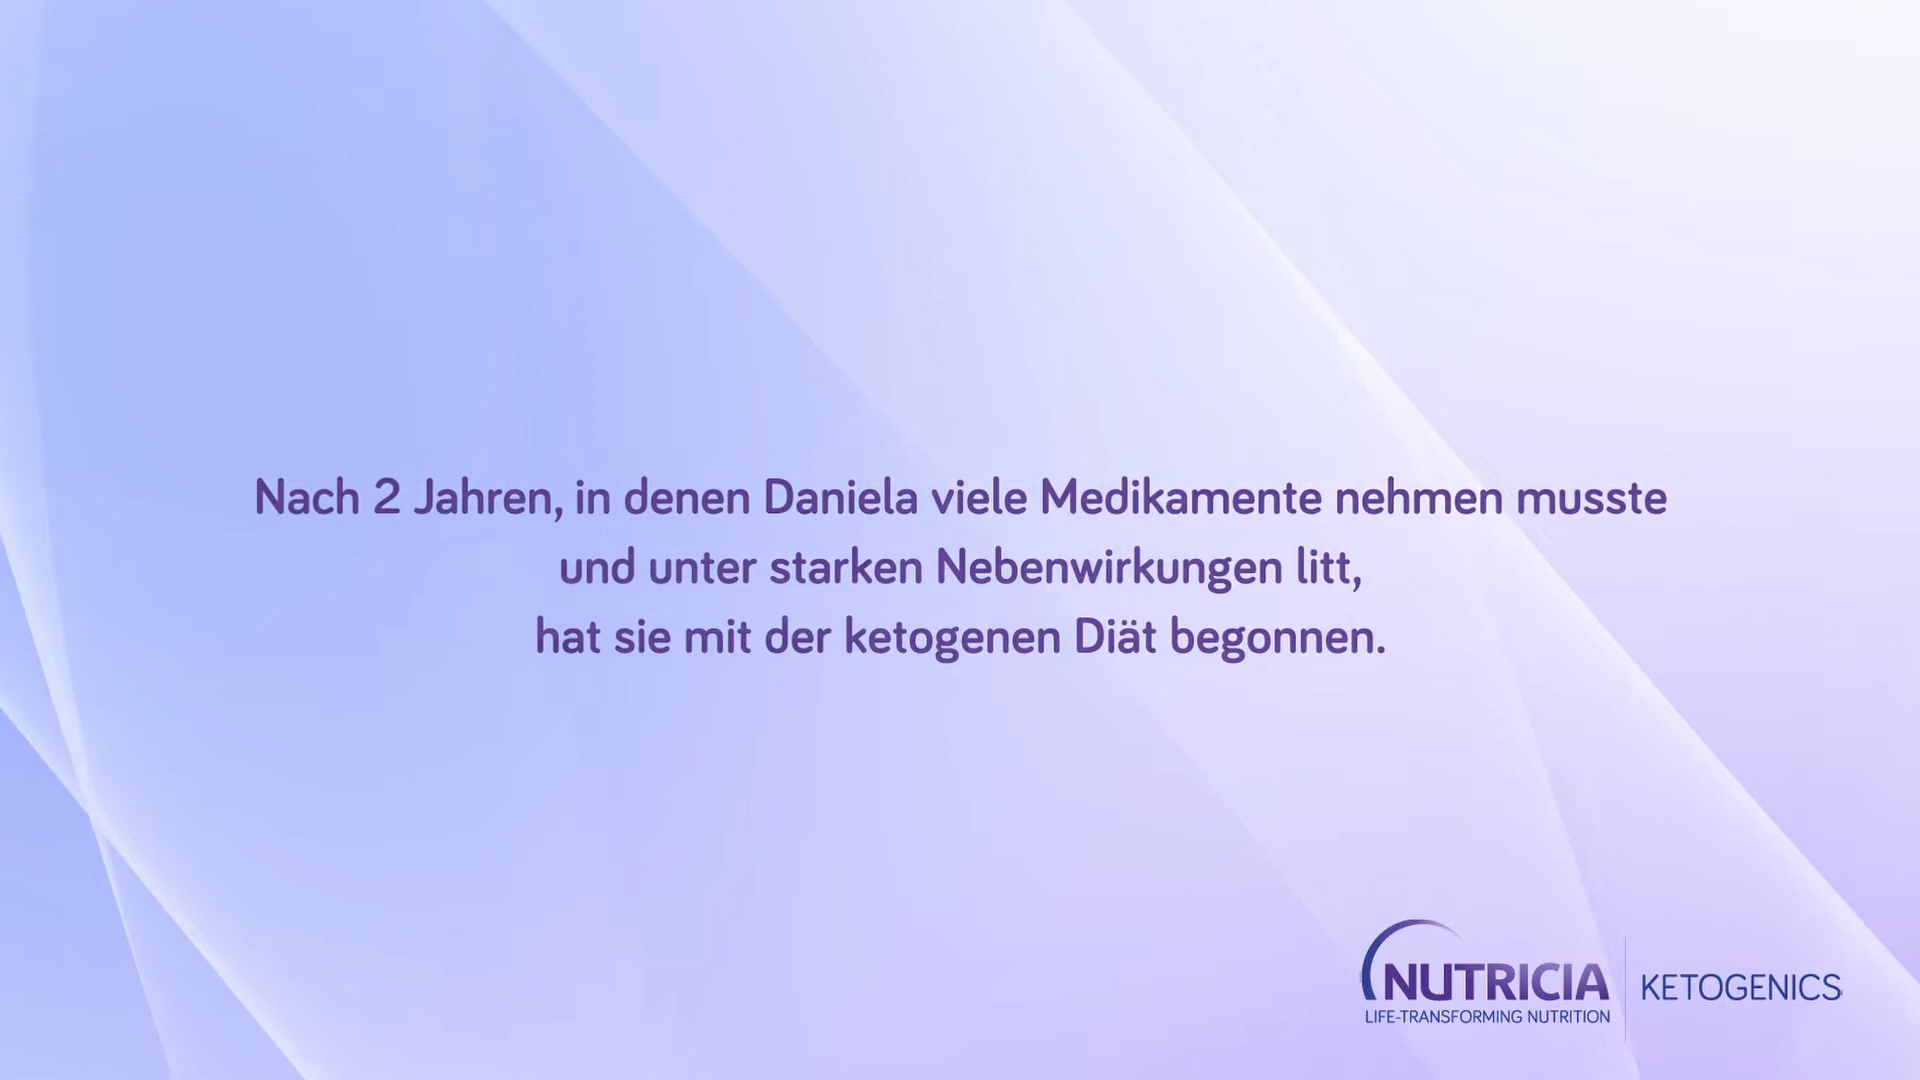 Nach 2 Jahren, in denen Daniela viele Medikamente nehmen musste
und unter starken Nebenwirkungen litt,
hat sie mit der ketogenen Diät begonnen.
NUTRICIA KETOGENICS
LIFE-TRANSFORMING NUTRITION